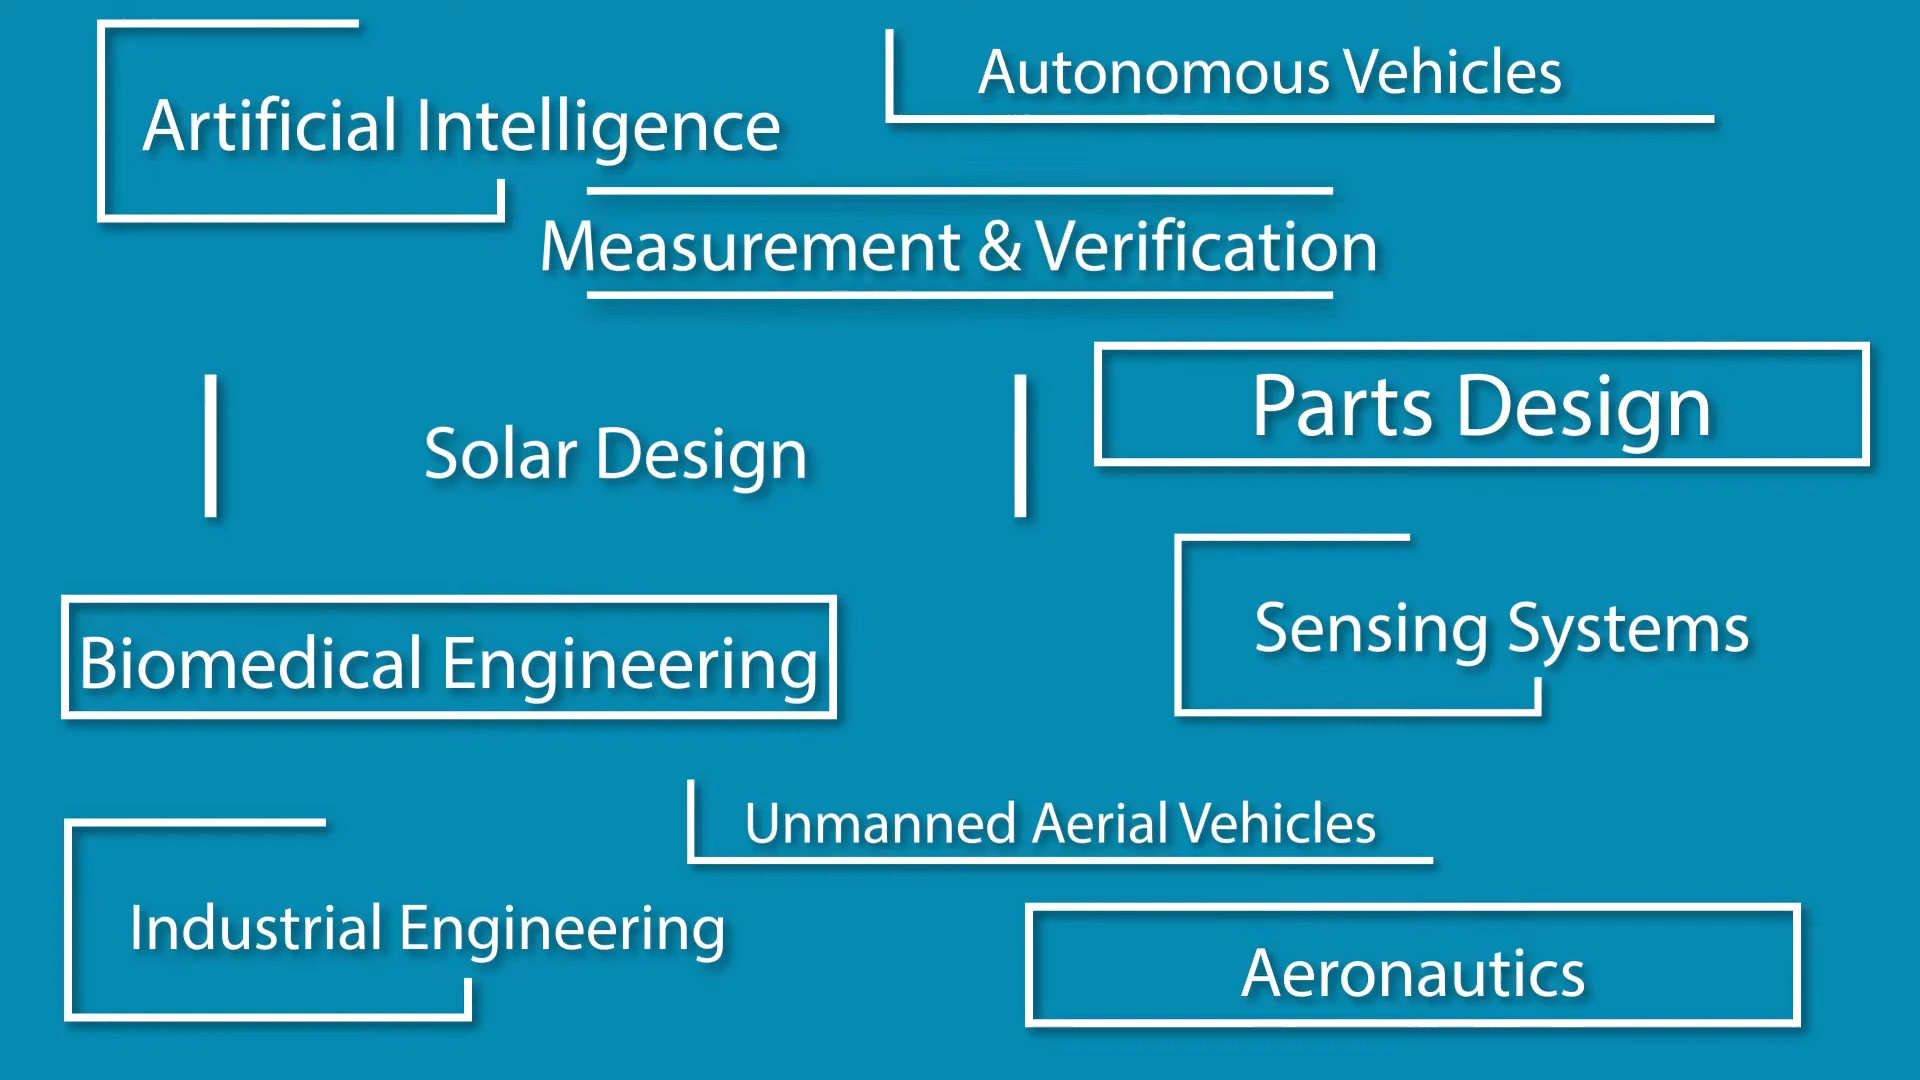 Artificial Intelligence
Autonomous Vehicles
Measurement & Verification
Solar Design
Parts Design
Biomedical Engineering
Sensing Systems
Unmanned Aerial Vehicles
Industrial Engineering
Aeronautics